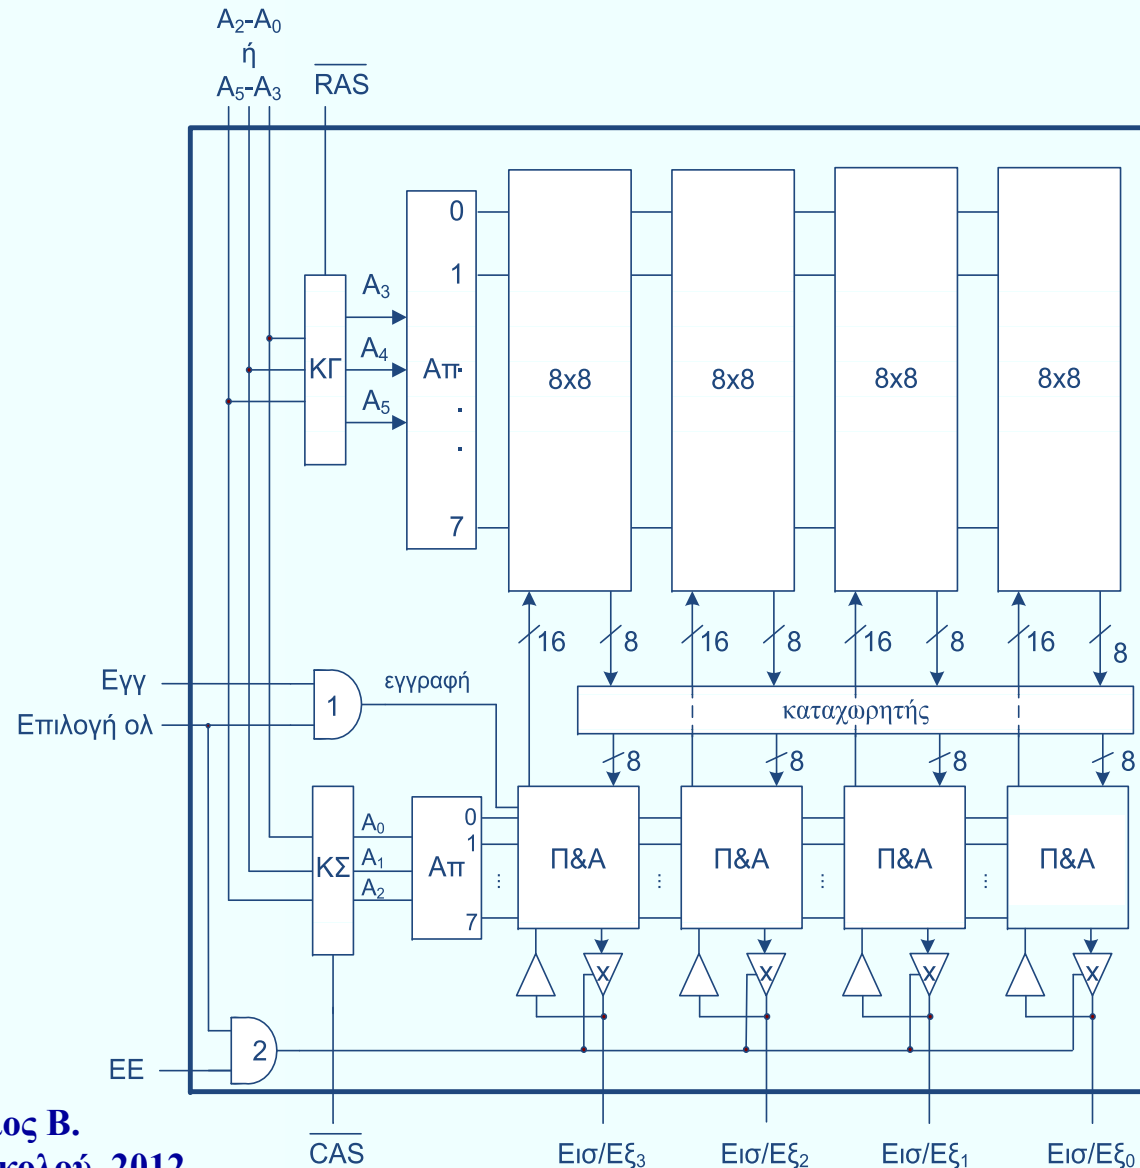 A₂-A₀
ή
A₅-A₃
RAS
0
1
7
A₃
A₄
A₅
ΚΓ
Απ
8x8
8x8
8x8
8x8
16
8
16
8
16
8
16
8
Εγγ
Επιλογή ολ
1
εγγραφή
καταχωρητής
8
8
8
8
ΚΣ
A₀
A₁
A₂
Απ
0
1
7
Π&Α
Π&Α
Π&Α
Π&Α
x
x
x
x
ΕΕ
2
CAS
Εισ/Εξ₃
Εισ/Εξ₂
Εισ/Εξ₁
Εισ/Εξ₀
Β.
2012